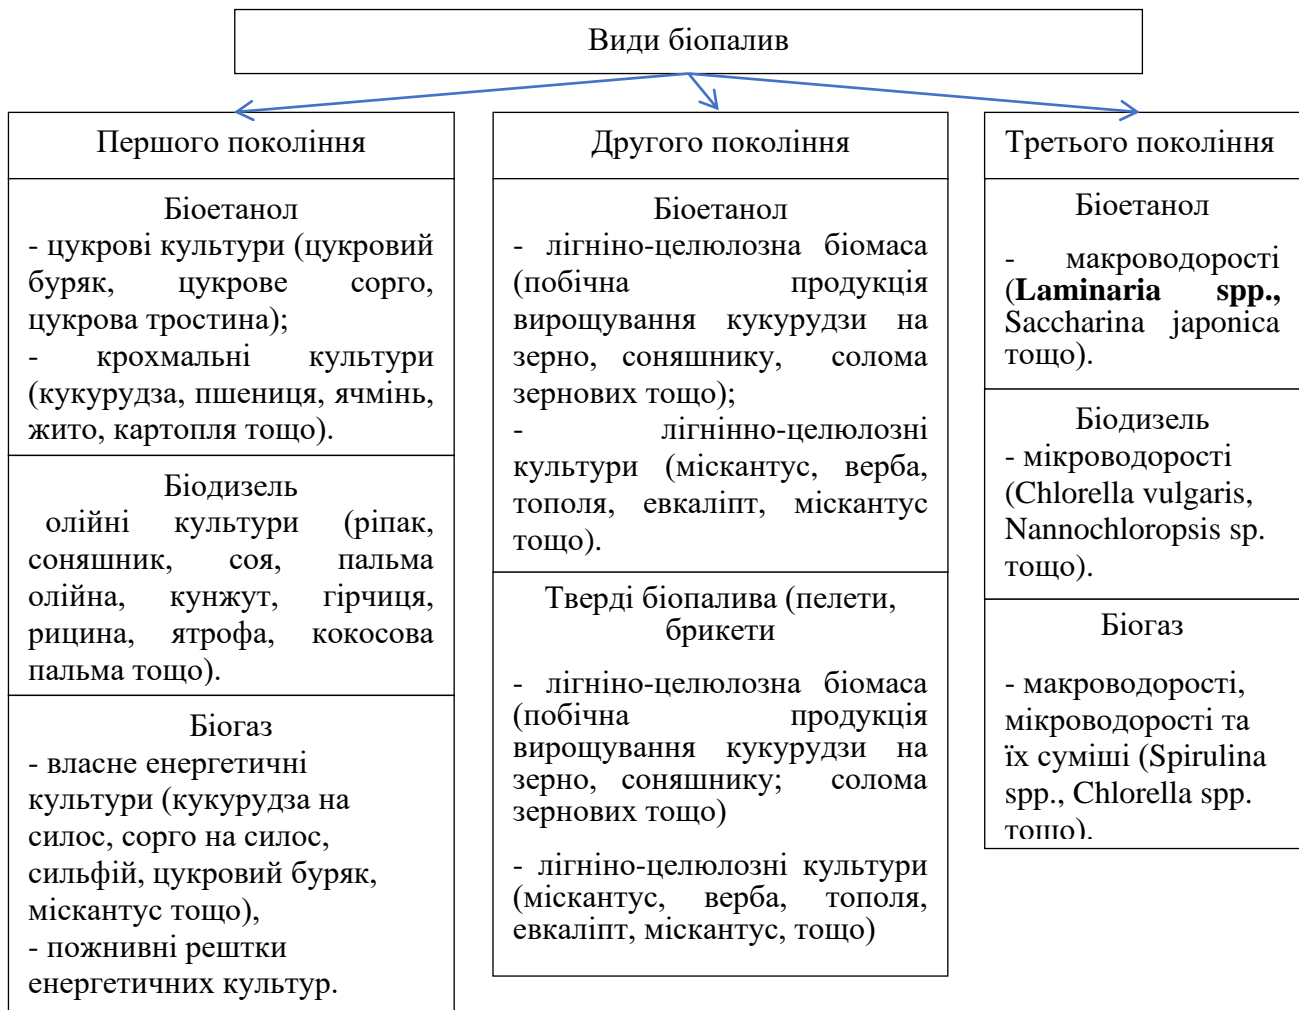 Види біопалив
Першого покоління
Біоетанол
- цукрові культури (цукровий
буряк, цукрове сорго,
цукрова тростина);
- крохмальні культури
(кукурудза, пшениця, ячмінь,
жито, картопля тощо).
Біодизель
олійні культури (ріпак,
соняшник, соя, пальма
олійна, кунжут, гірчиця,
рицина, ятрофа, кокосова
пальма тощо).
Біогаз
- власне енергетичні
культури (кукурудза на
силос, сорго на силос,
сильфій, цукровий буряк,
міскантус тощо),
- пожнивні рештки
енергетичних культур.
Другого покоління
Біоетанол
- лігніно-целюлозна біомаса
(побічна продукція
вирощування кукурудзи на
зерно, соняшнику, солома
зернових тощо);
- лігнінно-целюлозні
культури (міскантус, верба,
тополя, евкаліпт, міскантус
тощо).
Тверді біопалива (пелети,
брикети
- лігніно-целюлозна біомаса
(побічна продукція
вирощування кукурудзи на
зерно, соняшнику; солома
зернових тощо)
- лігніно-целюлозні культури
(міскантус, верба, тополя,
евкаліпт, міскантус, тощо)
Третього покоління
Біоетанол
- макроводорості
(Laminaria spp.,
Saccharina japonica
тощо).
Біодизель
- мікроводорості
(Chlorella vulgaris,
Nannochloropsis sp.
тощо).
Біогаз
- макроводорості,
мікроводорості та
їх суміші (Spirulina
spp., Chlorella spp.
тощо).